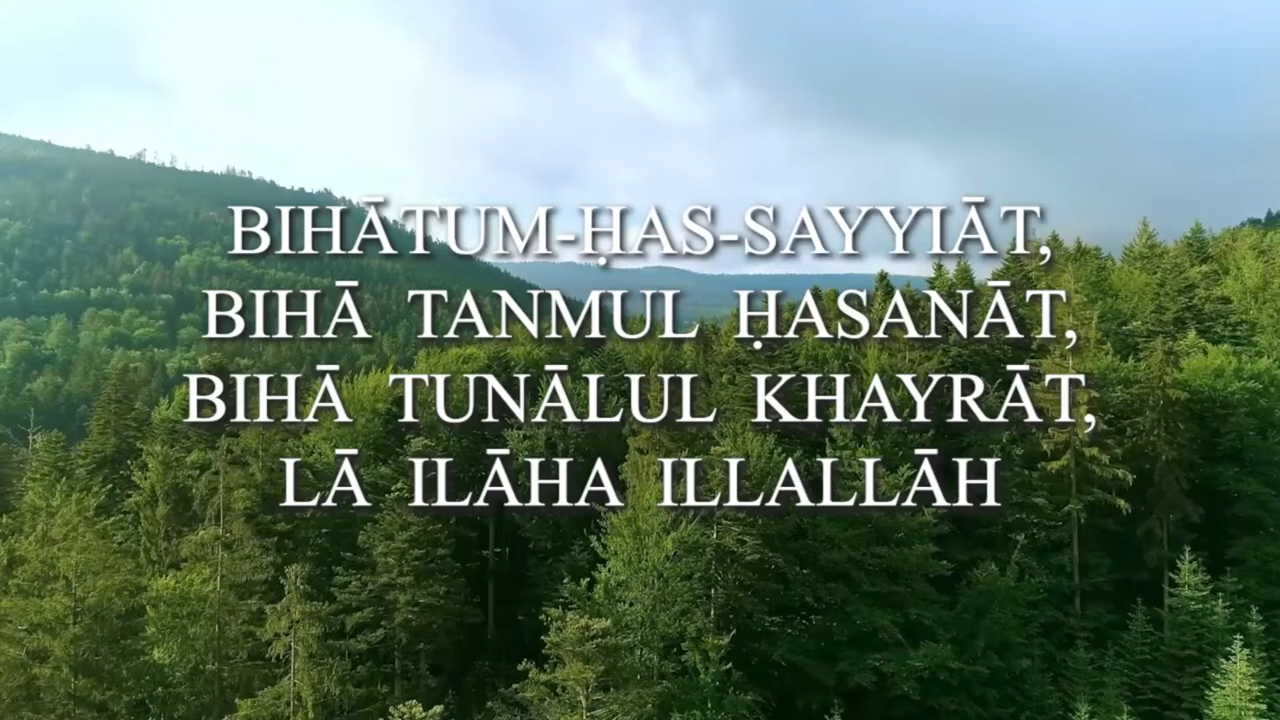 BIHĀTUM-ḤAS-SAYYIĀT,
BIHĀ TANMUL ḤASANĀT,
BIHĀ TUNĀLUL KHAYRĀT,
LĀ ILĀHA ILLALLĀH